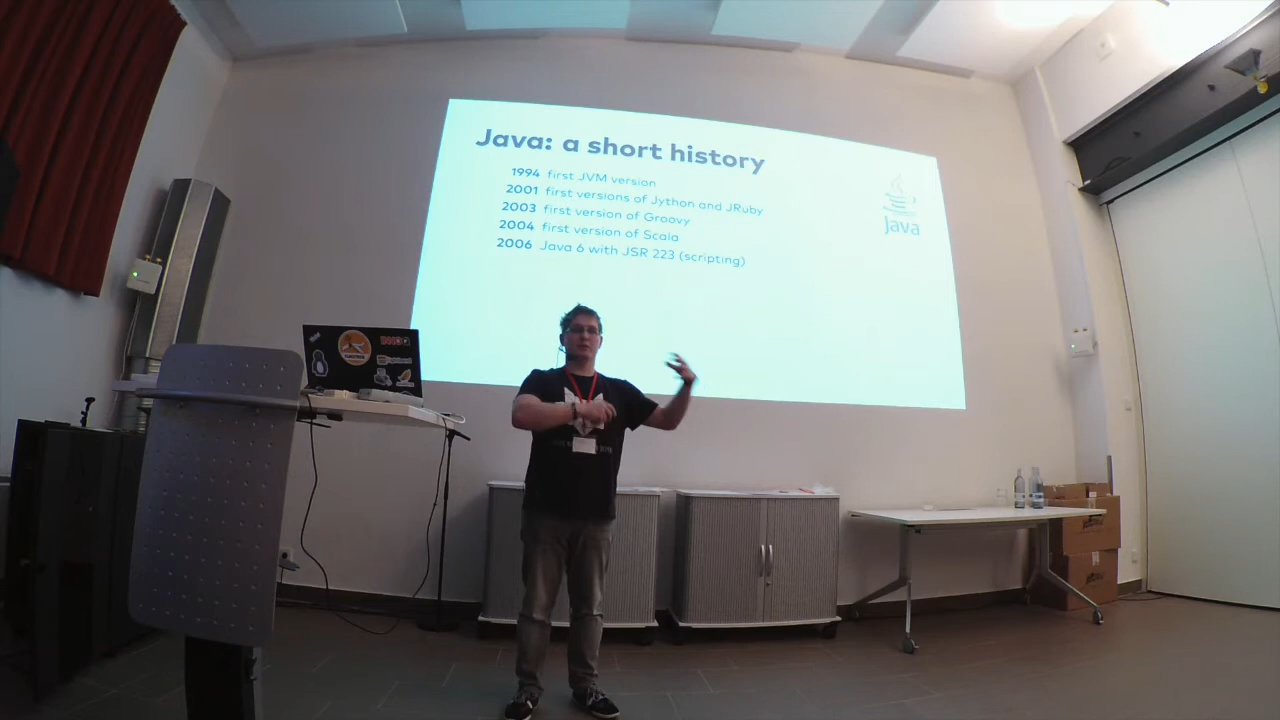 Java: a short history
1994 first JVM version
2001 first versions of Jython and JRuby
2003 first version of Groovy
2004 first version of Scala
2006 Java 6 with JSR 223 (scripting)
Java